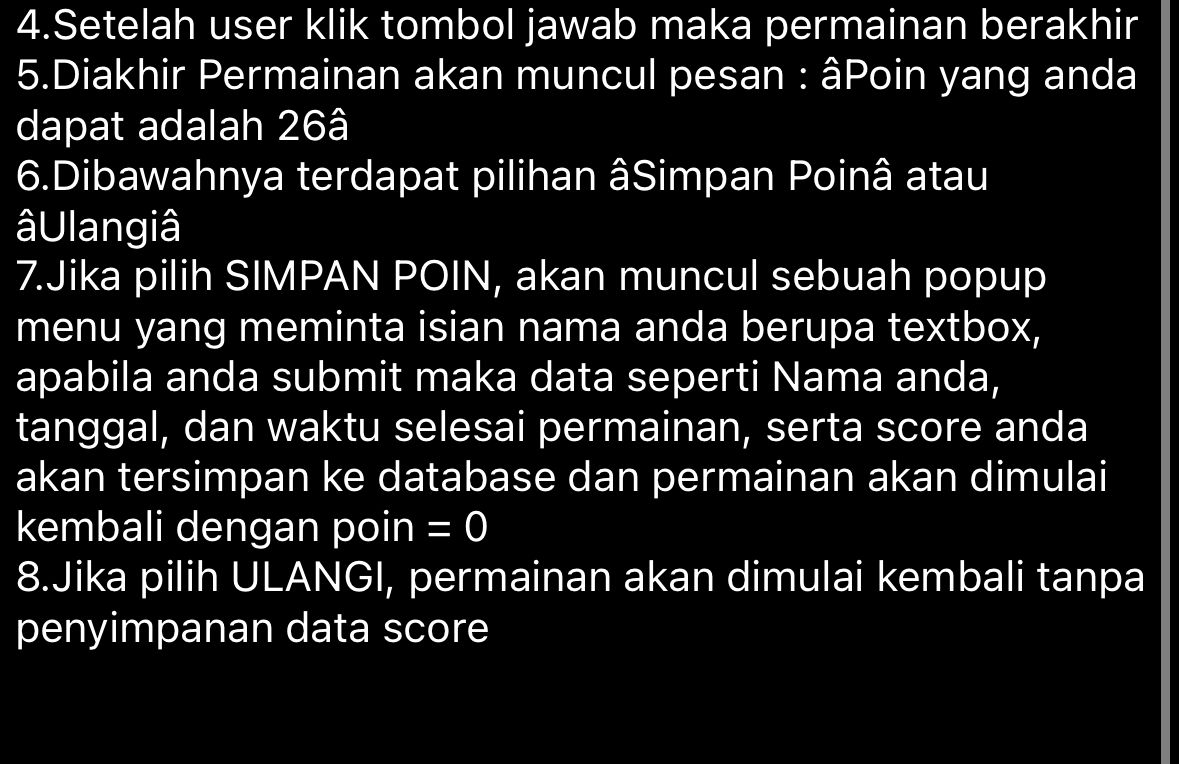 4.Setelah user klik tombol jawab maka permainan berakhir
5.Diakhir Permainan akan muncul pesan : âPoin yang anda
dapat adalah 26â
6.Dibawahnya terdapat pilihan âSimpan Poinâ atau
âUlangiâ
7.Jika pilih SIMPAN POIN, akan muncul sebuah popup
menu yang meminta isian nama anda berupa textbox,
apabila anda submit maka data seperti Nama anda,
tanggal, dan waktu selesai permainan, serta score anda
akan tersimpan ke database dan permainan akan dimulai
kembali dengan poin = 0
8.Jika pilih ULANGI, permainan akan dimulai kembali tanpa
penyimpanan data score